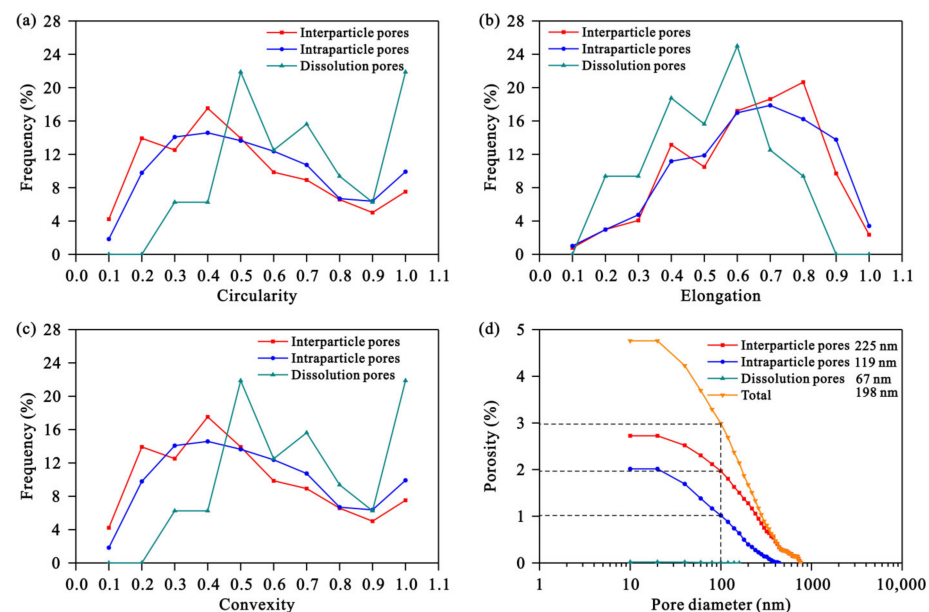 (a)
28
24
20
16
12
8
4
0
Frequency (%)
Interparticle pores
Intraparticle pores
Dissolution pores
0.0 0.1 0.2 0.3 0.4 0.5 0.6 0.7 0.8 0.9 1.0 1.1
Circularity
(b)
28
24
20
16
12
8
4
0
Frequency (%)
Interparticle pores
Intraparticle pores
Dissolution pores
0.0 0.1 0.2 0.3 0.4 0.5 0.6 0.7 0.8 0.9 1.0 1.1
Elongation
(c)
28
24
20
16
12
8
4
0
Frequency (%)
Interparticle pores
Intraparticle pores
Dissolution pores
0.0 0.1 0.2 0.3 0.4 0.5 0.6 0.7 0.8 0.9 1.0 1.1
Convexity
(d)
5
4
3
2
1
0
Porosity (%)
Interparticle pores 225 nm
Intraparticle pores 119 nm
Dissolution pores 67 nm
Total 198 nm
1 10 100 1000 10,000
Pore diameter (nm)